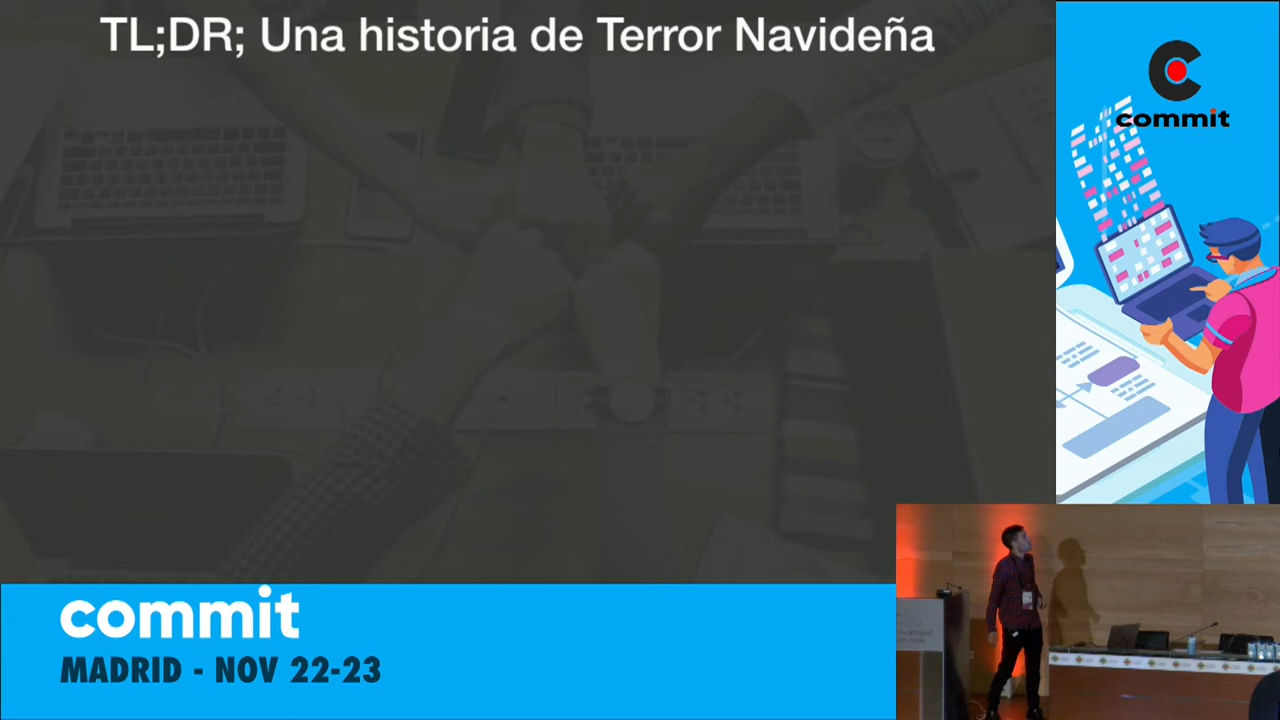 TL;DR; Una historia de Terror Navideña
commit
commit
MADRID - NOV 22-23